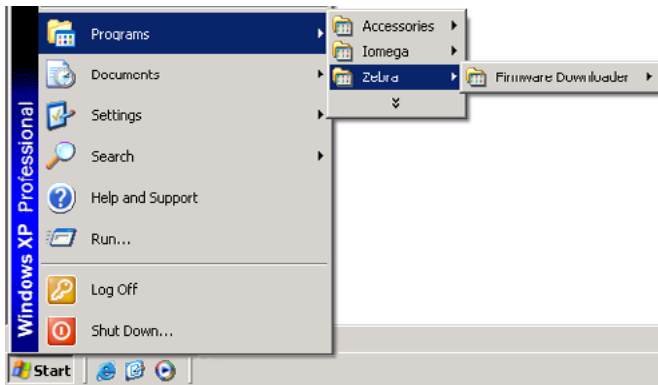 Programs
Documents
Settings
Search
Help and Support
Run...
Log Off
Shut Down...
Windows XP Professional
Start
Accessories
Iomega
Zebra
Firmware Downloader